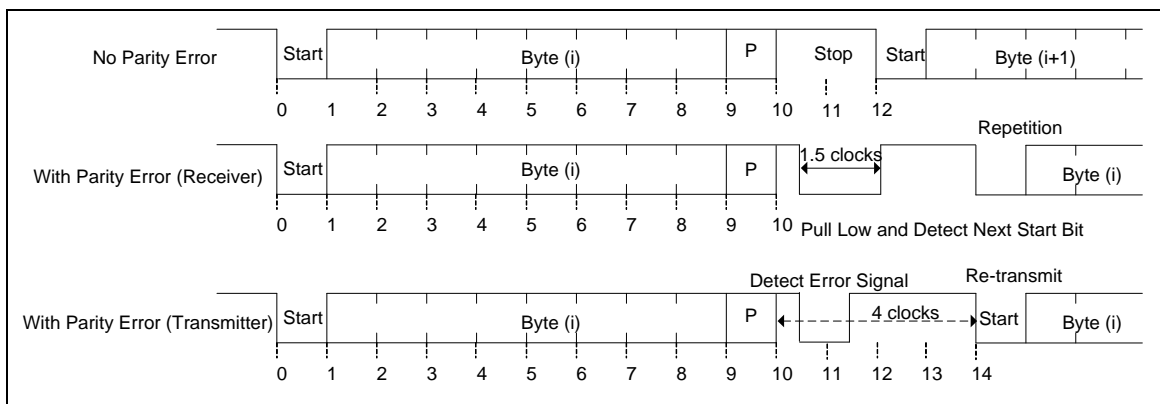 No Parity Error Start Byte (i) P Stop Start Byte (i+1)
0 1 2 3 4 5 6 7 8 9 10 11 12
Repetition
With Parity Error (Receiver) Start Byte (i) P 1.5 clocks Byte (i)
0 1 2 3 4 5 6 7 8 9 10 Pull Low and Detect Next Start Bit
Detect Error Signal Re-transmit
With Parity Error (Transmitter) Start Byte (i) P 4 clocks Start Byte (i)
0 1 2 3 4 5 6 7 8 9 10 11 12 13 14